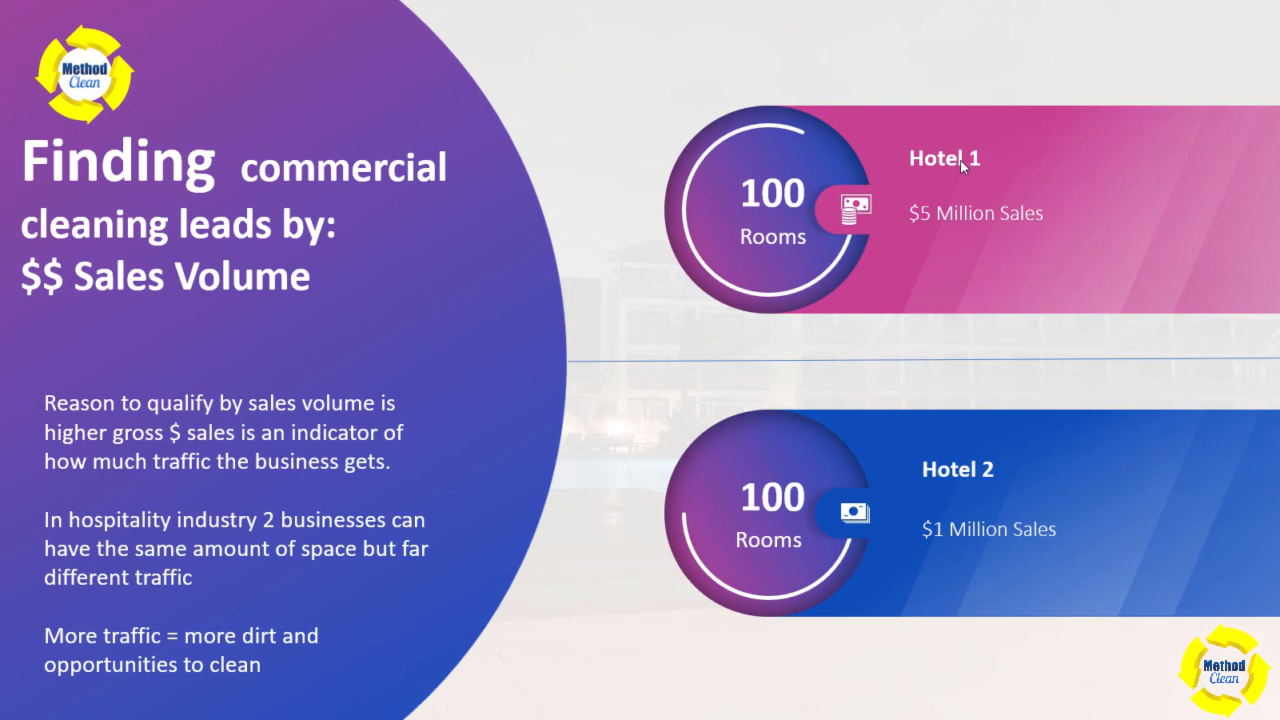 Method
Clean
Finding commercial
cleaning leads by:
$$ Sales Volume
Reason to qualify by sales volume is
higher gross $ sales is an indicator of
how much traffic the business gets.
In hospitality industry 2 businesses can
have the same amount of space but far
different traffic
More traffic = more dirt and
opportunities to clean
100
Rooms
Hotel 1
$5 Million Sales
100
Rooms
Hotel 2
$1 Million Sales
Method
Clean